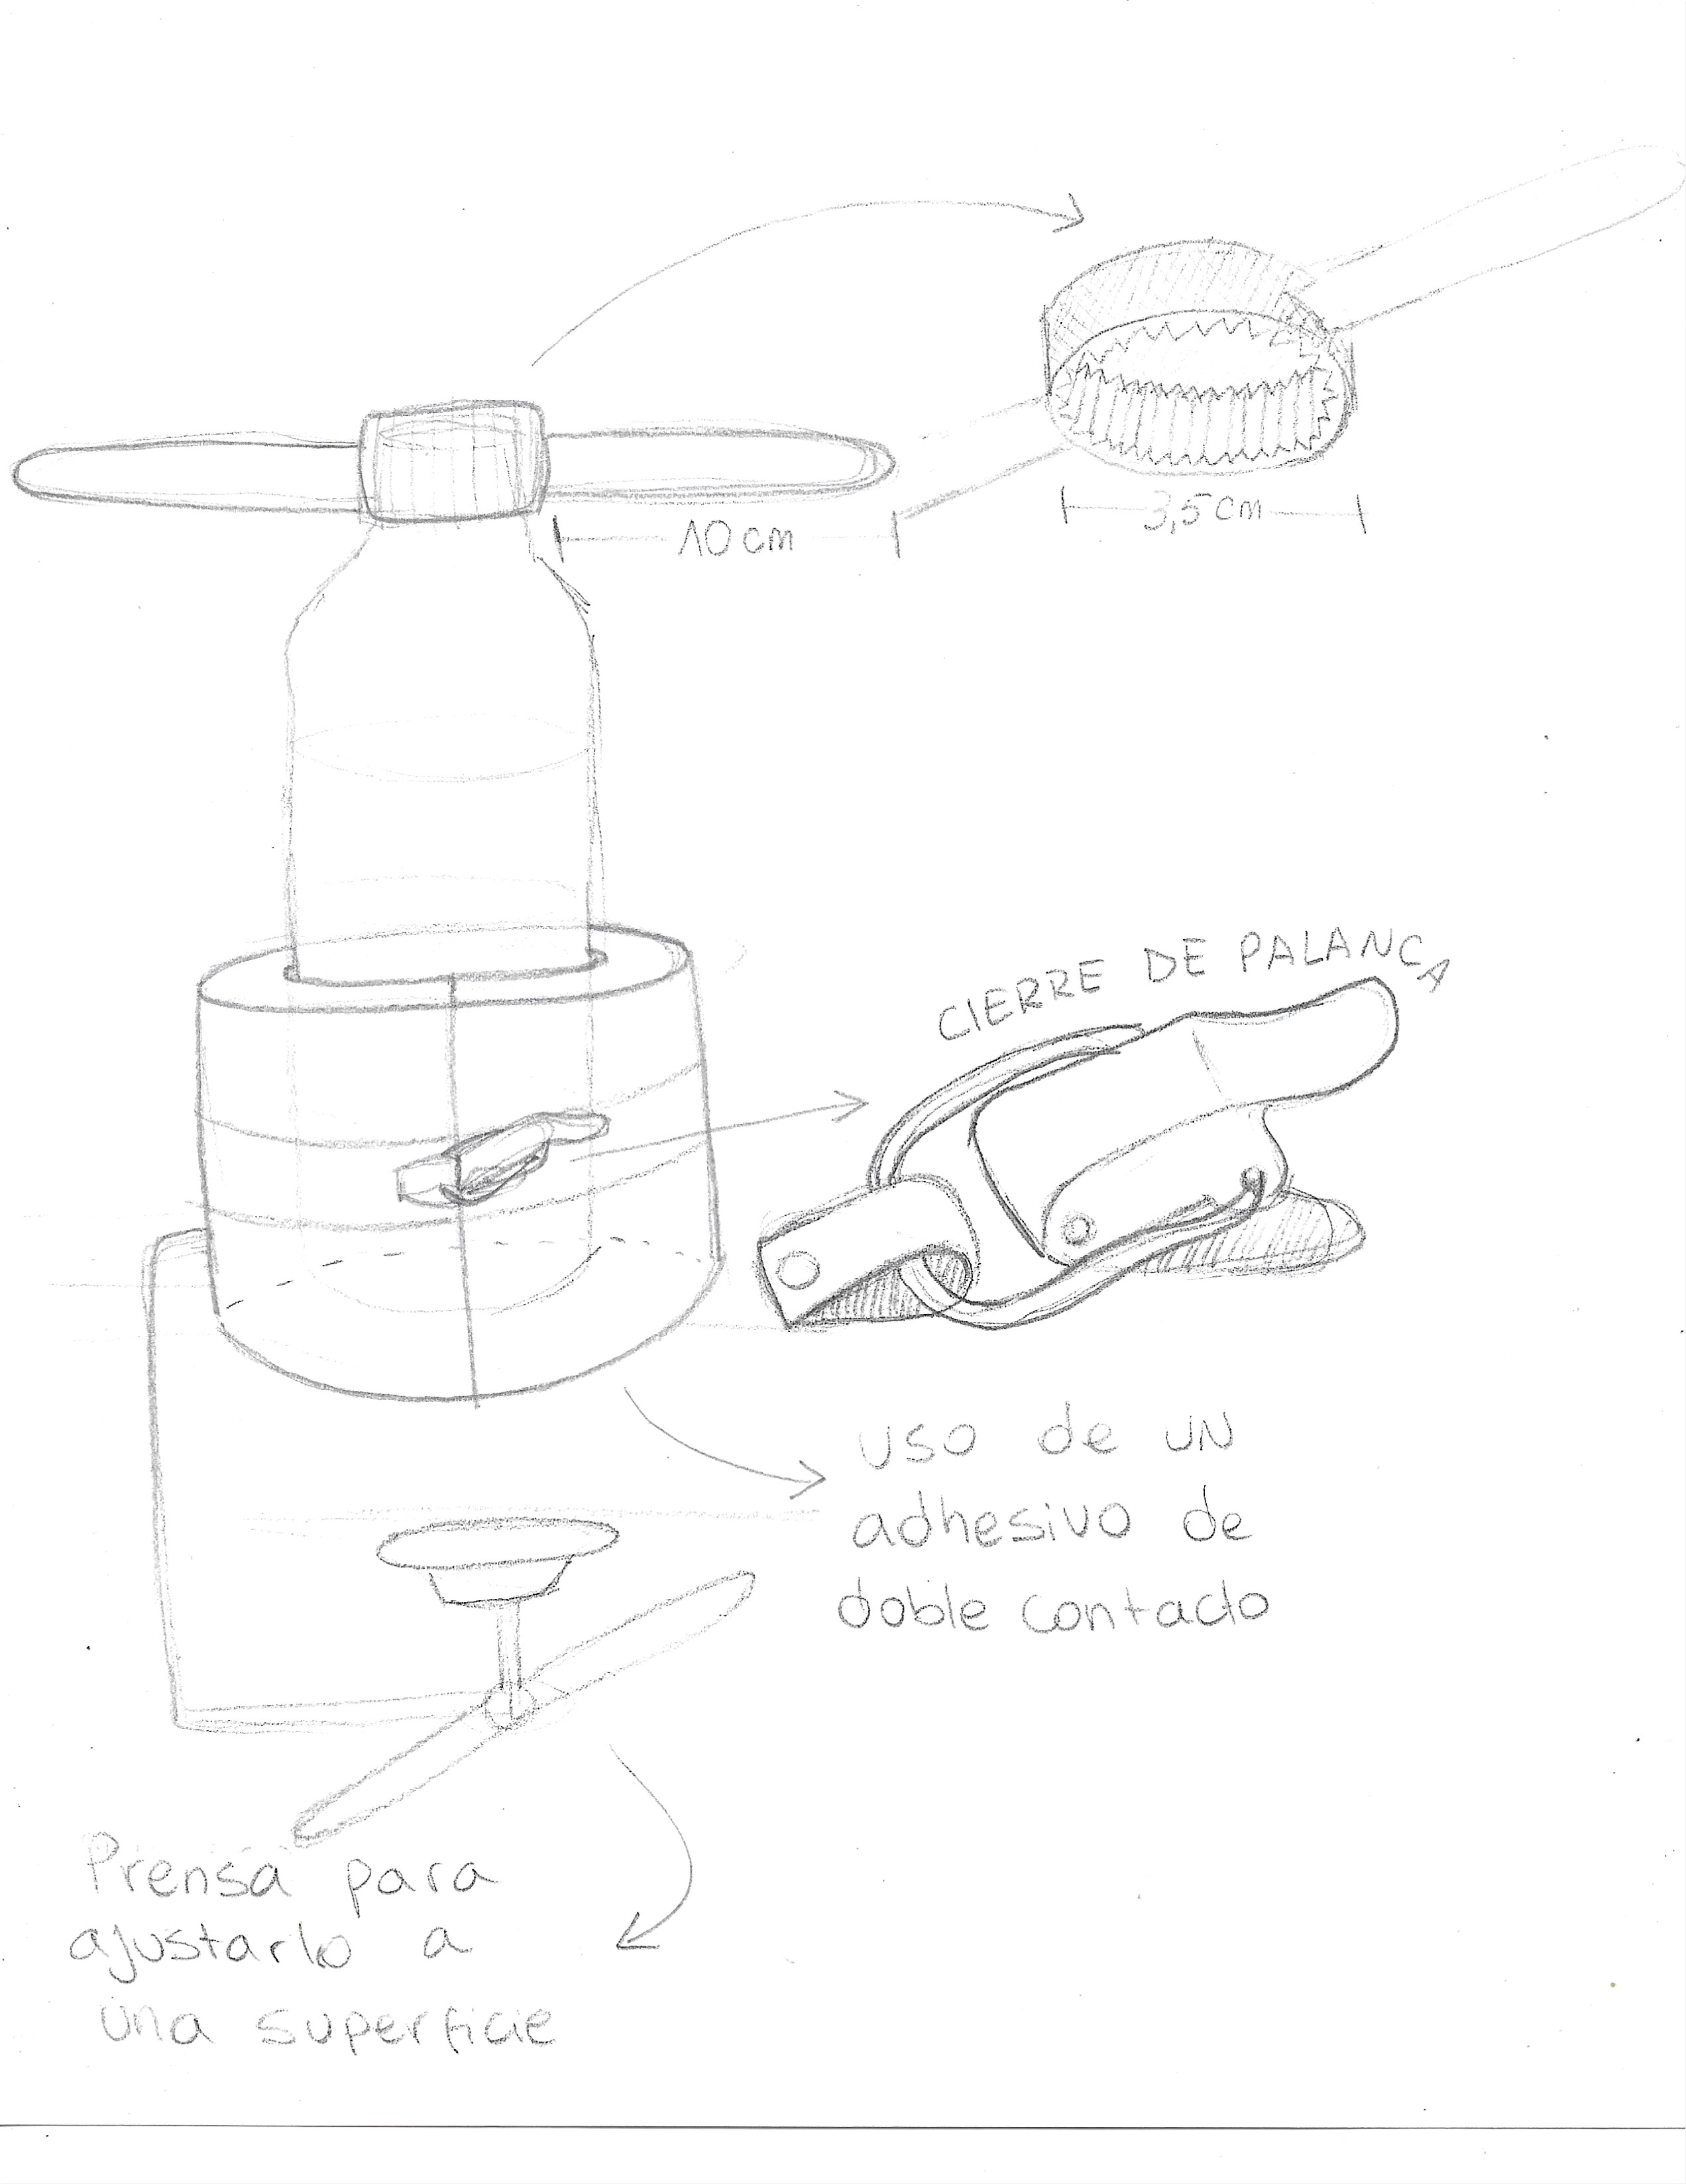 10 cm
3,5 cm
CIERRE DE PALANCA
uso de un
adhesivo de
doble contacto
Prensa para
ajustarlo a
una superficie